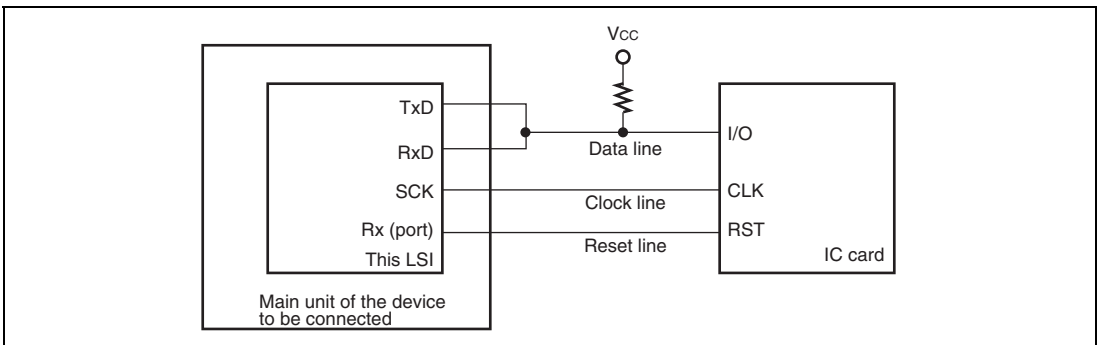 Vcc
TxD
RxD
SCK
Rx (port)
This LSI
Main unit of the device
to be connected
Data line
Clock line
Reset line
I/O
CLK
RST
IC card